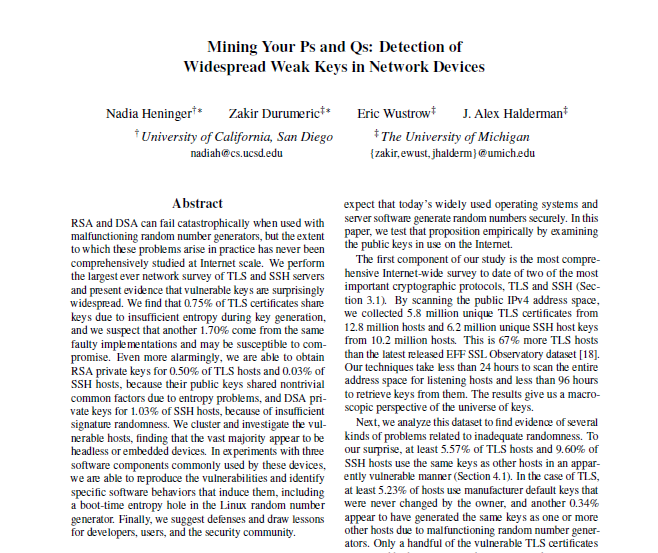 Mining Your Ps and Qs: Detection of
Widespread Weak Keys in Network Devices
Nadia Heninger†* Zakir Durumeric‡* Eric Wustrow‡ J. Alex Halderman‡
† University of California, San Diego ‡ The University of Michigan
nadiah@cs.ucsd.edu {zakir, ewust, jhalderm}@umich.edu
Abstract
RSA and DSA can fail catastrophically when used with
malfunctioning random number generators, but the extent
to which these problems arise in practice has never been
comprehensively studied at Internet scale. We perform
the largest ever network survey of TLS and SSH servers
and present evidence that vulnerable keys are surprisingly
widespread. We find that 0.75% of TLS certificates share
keys due to insufficient entropy during key generation,
and we suspect that another 1.70% come from the same
faulty implementations and may be susceptible to com-
promise. Even more alarmingly, we are able to obtain
RSA private keys for 0.50% of TLS hosts and 0.03% of
SSH hosts, because their public keys shared nontrivial
common factors due to entropy problems, and DSA pri-
vate keys for 1.03% of SSH hosts, because of insufficient
signature randomness. We cluster and investigate the vul-
nerable hosts, finding that the vast majority appear to be
headless or embedded devices. In experiments with three
software components commonly used by these devices,
we are able to reproduce the vulnerabilities and identify
specific software behaviors that induce them, including
a boot-time entropy hole in the Linux random number
generator. Finally, we suggest defenses and draw lessons
for developers, users, and the security community.
expect that today's widely used operating systems and
server software generate random numbers securely. In this
paper, we test that proposition empirically by examining
the public keys in use on the Internet.
The first component of our study is the most compre-
hensive Internet-wide survey to date of two of the most
important cryptographic protocols, TLS and SSH (Sec-
tion 3.1). By scanning the public IPv4 address space,
we collected 5.8 million unique TLS certificates from
12.8 million hosts and 6.2 million unique SSH host keys
from 10.2 million hosts. This is 67% more TLS hosts
than the latest released EFF SSL Observatory dataset [18].
Our techniques take less than 24 hours to scan the entire
address space for listening hosts and less than 96 hours
to retrieve keys from them. The results give us a macro-
scopic perspective of the universe of keys.
Next, we analyze this dataset to find evidence of several
kinds of problems related to inadequate randomness. To
our surprise, at least 5.57% of TLS hosts and 9.60% of
SSH hosts use the same keys as other hosts in an appar-
ently vulnerable manner (Section 4.1). In the case of TLS,
at least 5.23% of hosts use manufacturer default keys that
were never changed by the owner, and another 0.34%
appear to have generated the same keys as one or more
other hosts due to malfunctioning random number gener-
ators. Only a handful of the vulnerable TLS certificates